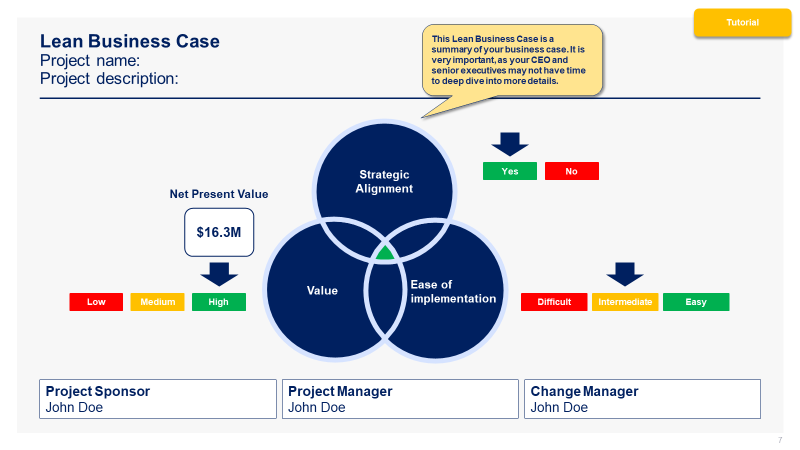 Tutorial
Lean Business Case
Project name:
Project description:
This Lean Business Case is a
summary of your business case. It is
very important, as your CEO and
senior executives may not have time
to deep dive into more details.
Strategic
Alignment
Yes
No
Net Present Value
$16.3M
Value
Ease of
implementation
Low
Medium
High
Difficult
Intermediate
Easy
Project Sponsor
John Doe
Project Manager
John Doe
Change Manager
John Doe
7